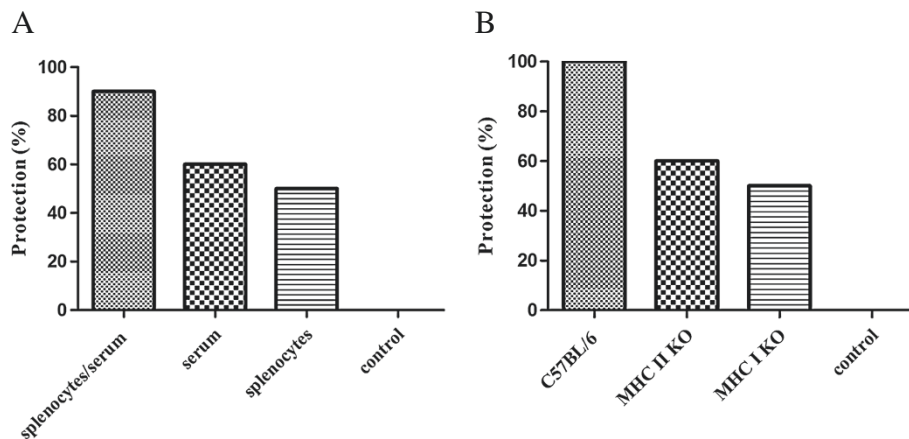 A
Protection (%)
100
80
60
40
20
0
splenocytes/serum
serum
splenocytes
control
B
Protection (%)
100
80
60
40
20
0
C57BL/6
MHC II KO
MHC I KO
control